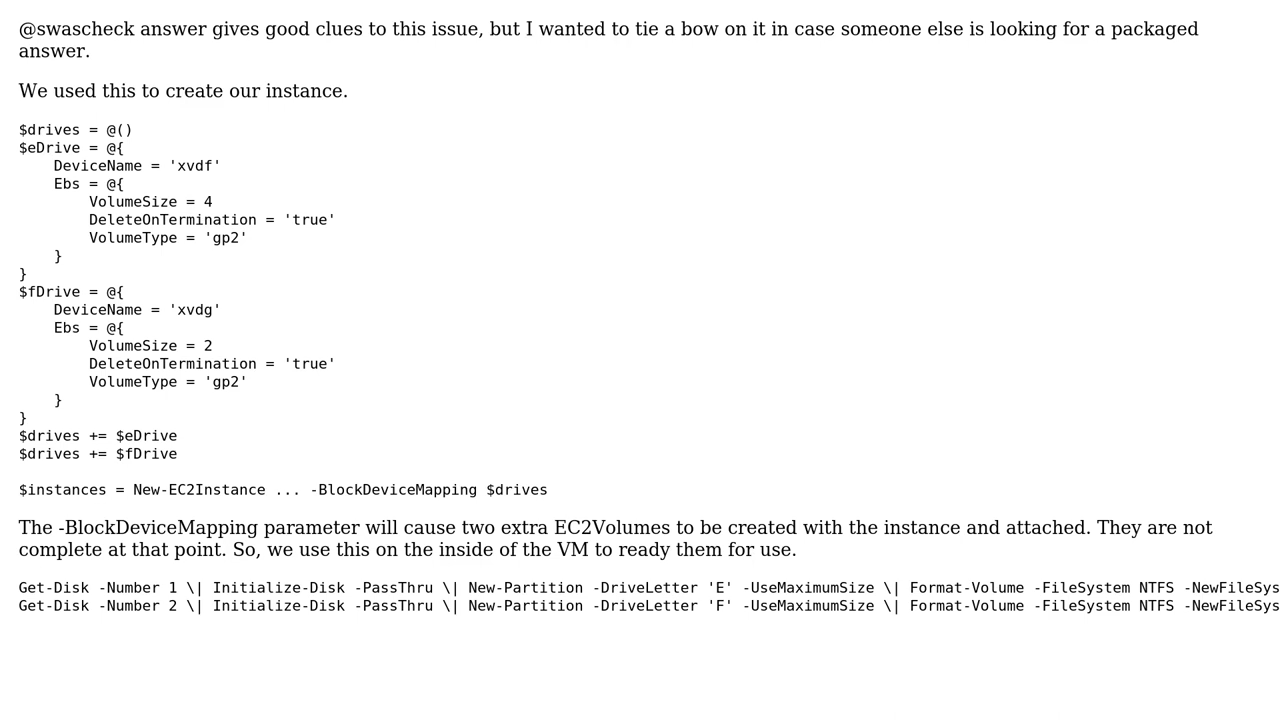 @swascheck answer gives good clues to this issue, but I wanted to tie a bow on it in case someone else is looking for a packaged
answer.
We used this to create our instance.
$drives = @()
$eDrive = @{
    DeviceName = 'xvdf'
    Ebs = @{
        VolumeSize = 4
        DeleteOnTermination = 'true'
        VolumeType = 'gp2'
    }
}
$fDrive = @{
    DeviceName = 'xvdg'
    Ebs = @{
        VolumeSize = 2
        DeleteOnTermination = 'true'
        VolumeType = 'gp2'
    }
}
$drives += $eDrive
$drives += $fDrive
$instances = New-EC2Instance ... -BlockDeviceMapping $drives
The -BlockDeviceMapping parameter will cause two extra EC2Volumes to be created with the instance and attached. They are not
complete at that point. So, we use this on the inside of the VM to ready them for use.
Get-Disk -Number 1 \| Initialize-Disk -PassThru \| New-Partition -DriveLetter 'E' -UseMaximumSize \| Format-Volume -FileSystem NTFS -NewFileSys
Get-Disk -Number 2 \| Initialize-Disk -PassThru \| New-Partition -DriveLetter 'F' -UseMaximumSize \| Format-Volume -FileSystem NTFS -NewFileSys